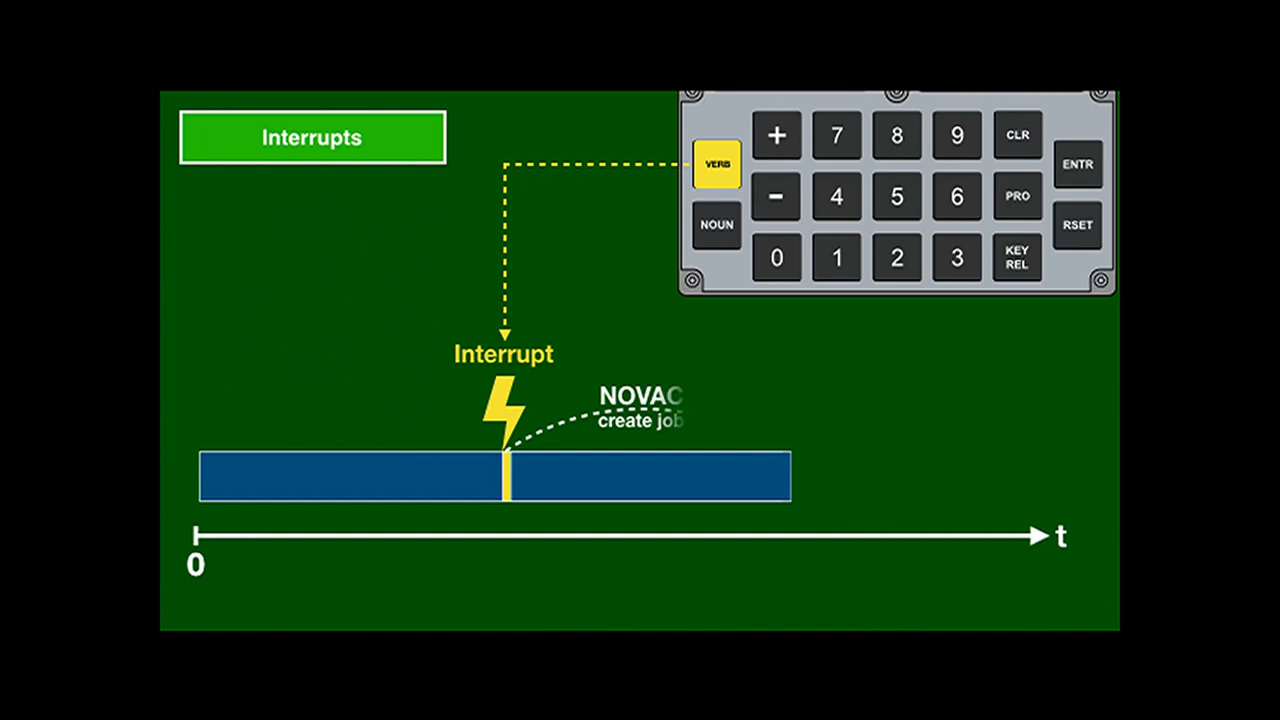 Interrupts
+ 7 8 9 CLR
VERB
ENTR
- 4 5 6 PRO
NOUN
RSET
0 1 2 3 KEY REL
Interrupt
NOVAC
create job
t
0